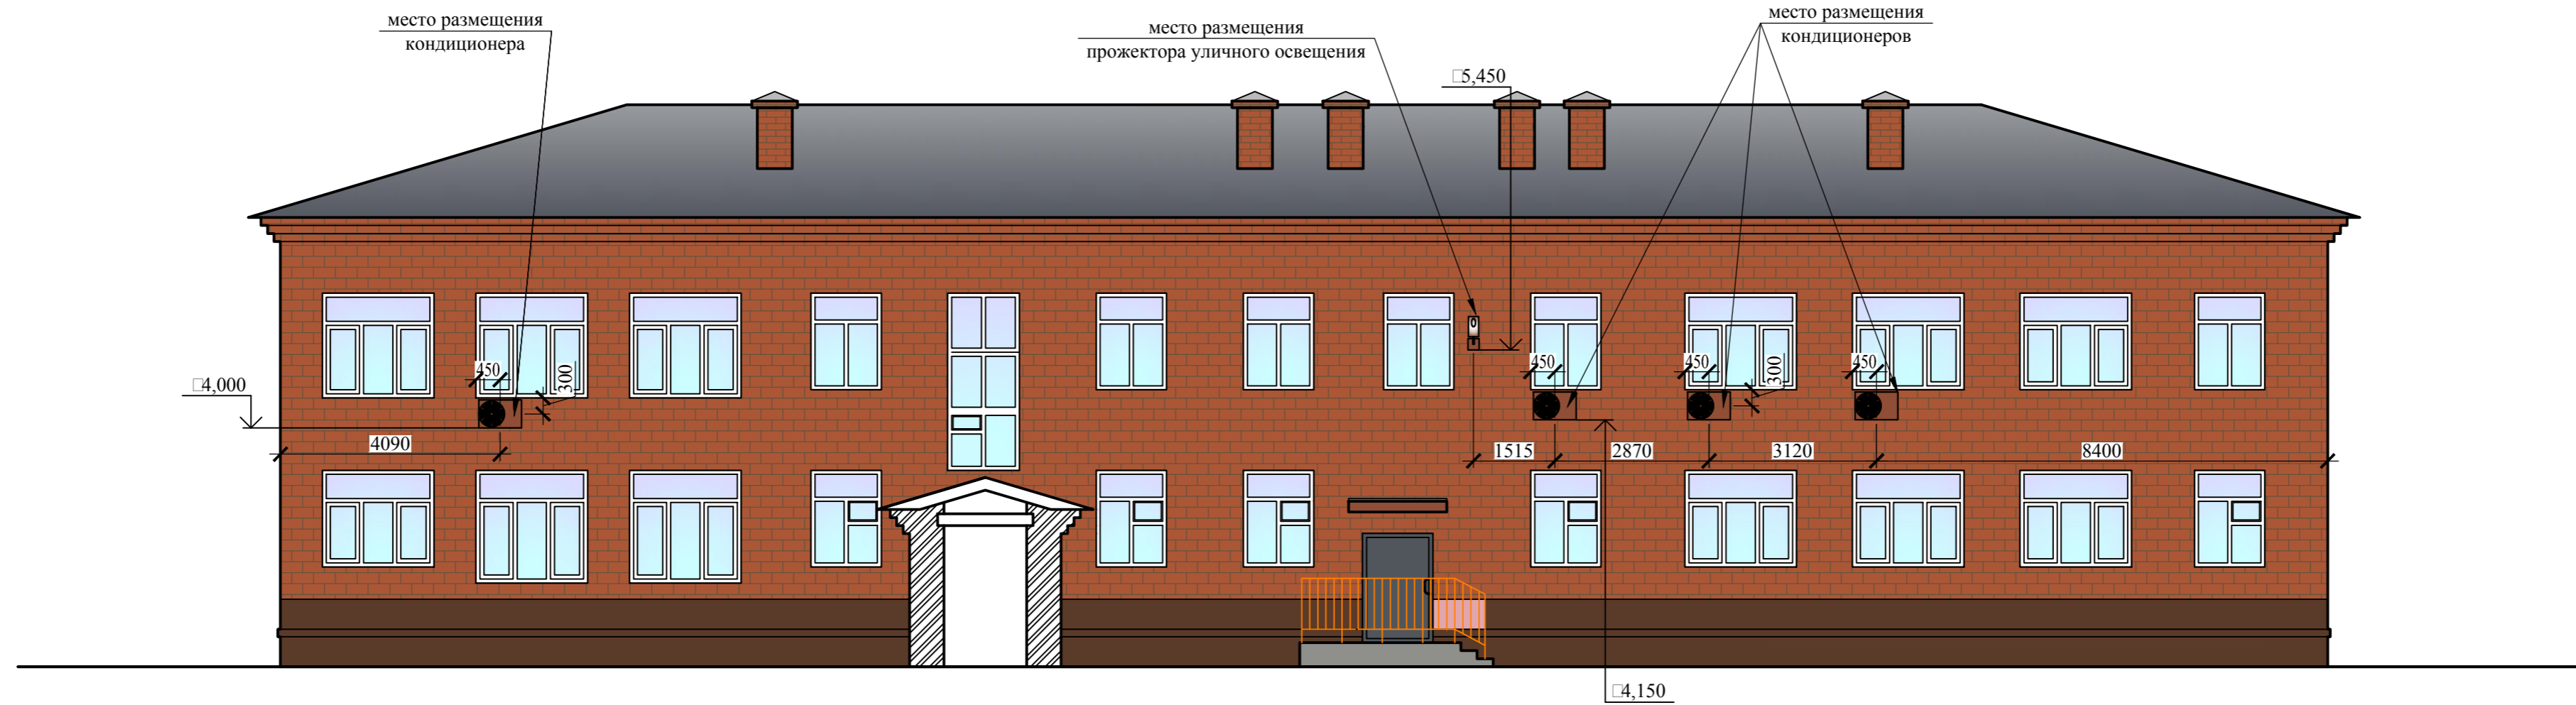 место размещения
кондиционера
место размещения
прожектора уличного освещения
место размещения
кондиционеров
□5,450
□4,000
450
300
4090
450
450
300
450
1515
2870
3120
8400
□4,150